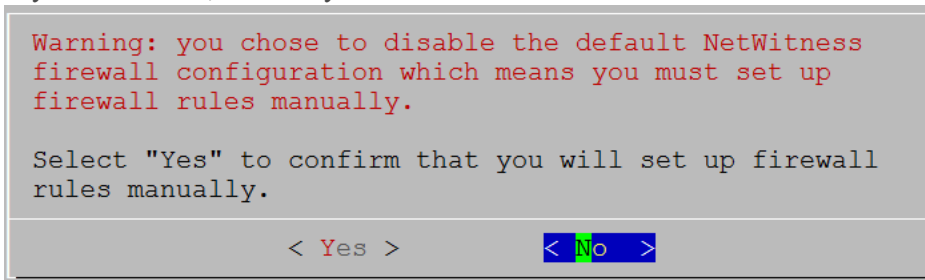 Warning: you chose to disable the default NetWitness
firewall configuration which means you must set up
firewall rules manually.
Select "Yes" to confirm that you will set up firewall
rules manually.
< Yes > < No >